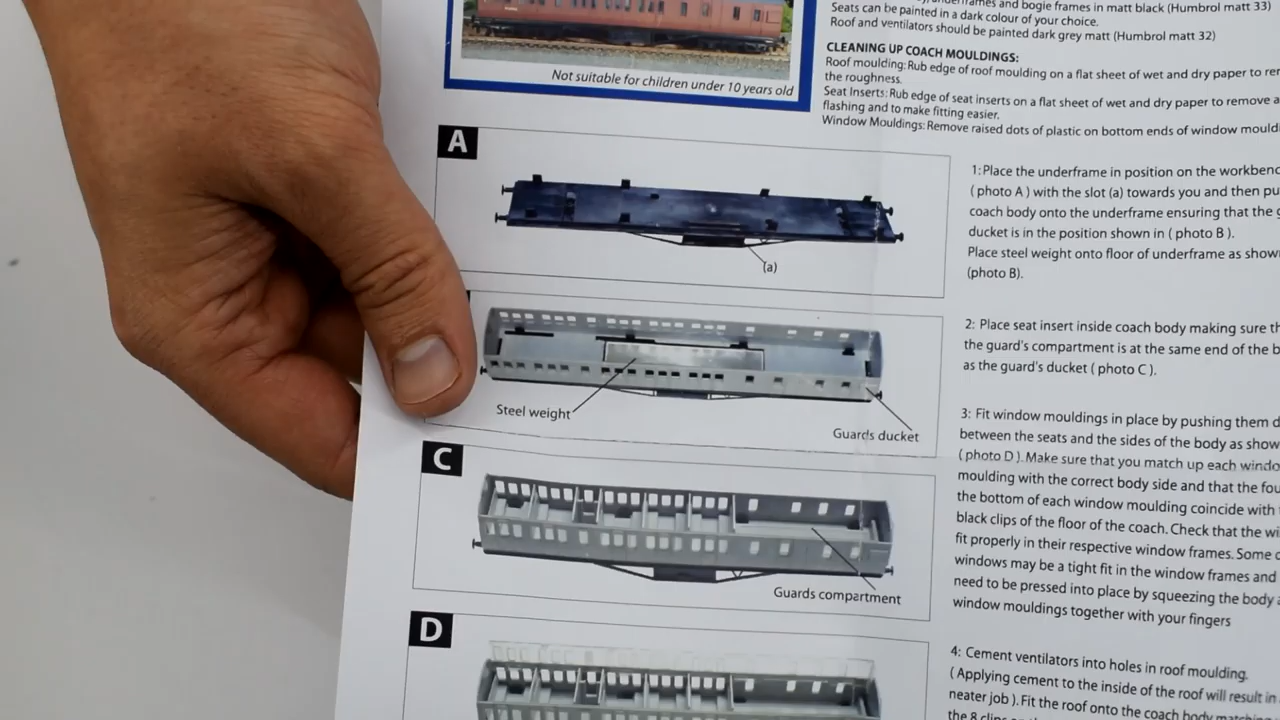 Not suitable for children under 10 years old
and bogie frames in matt black (Humbrol matt 33)
Seats can be painted in a dark colour of your choice.
Roof and ventilators should be painted dark grey matt (Humbrol matt 32)
CLEANING UP COACH MOULDINGS:
Roof moulding: Rub edge of roof moulding on a flat sheet of wet and dry paper to
the roughness.
Seat Inserts: Rub edge of seat inserts on a flat sheet of wet and dry paper to remove
flashing and to make fitting easier.
Window Mouldings: Remove raised dots of plastic on bottom ends of window
A
(a)
1: Place the underframe in position on the
( photo A ) with the slot (a) towards you and then
coach body onto the underframe ensuring that the
ducket is in the position shown in ( photo B ).
Place steel weight onto floor of underframe as
(photo B).
Steel weight
Guards ducket
2: Place seat insert inside coach body making sure
the guard's compartment is at the same end of the
as the guard's ducket ( photo C ).
C
Guards compartment
3: Fit window mouldings in place by pushing them
between the seats and the sides of the body as
( photo D ). Make sure that you match up each
moulding with the correct body side and that the
the bottom of each window moulding coincide with
black clips of the floor of the coach. Check that the
fit properly in their respective window frames. Some
windows may be a tight fit in the window frames and
need to be pressed into place by squeezing the body
window mouldings together with your fingers
D
4: Cement ventilators into holes in roof moulding.
( Applying cement to the inside of the roof will result in
neater job ). Fit the roof onto the coach body
the 8 clips